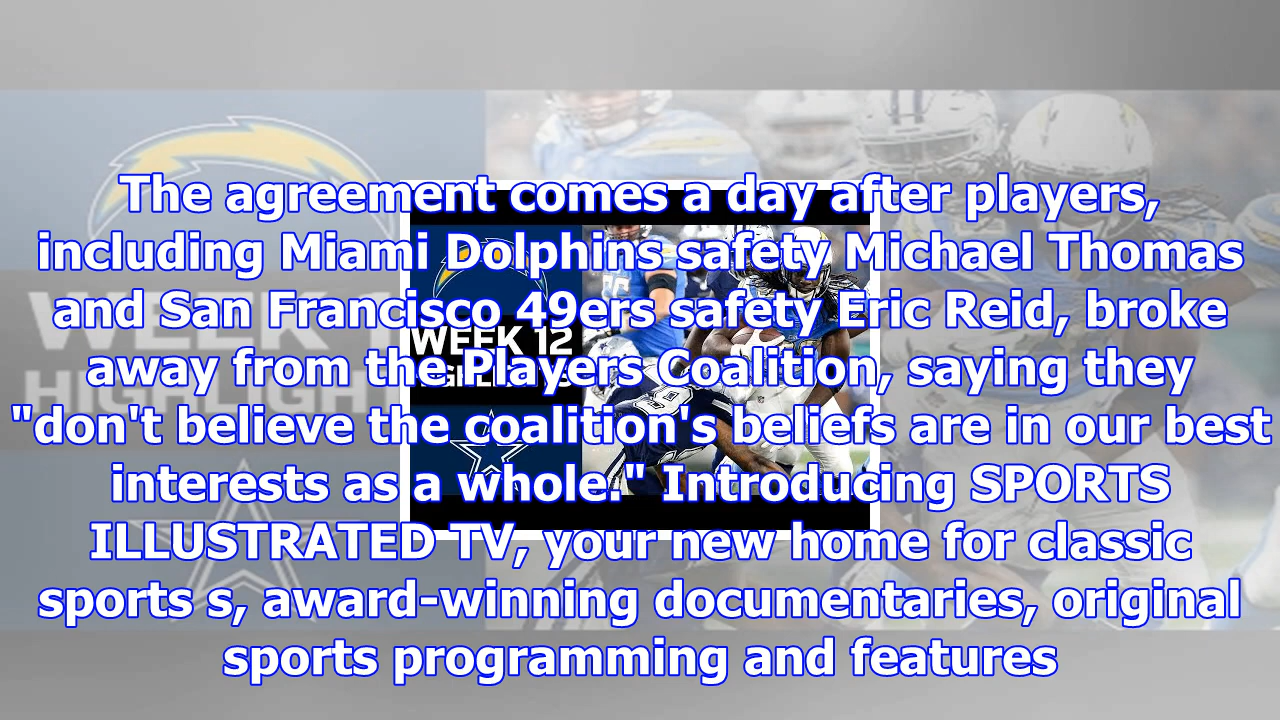 The agreement comes a day after players,
including Miami Dolphins safety Michael Thomas
and San Francisco 49ers safety Eric Reid, broke
away from the Players Coalition, saying they
"don't believe the coalition's beliefs are in our best
interests as a whole." Introducing SPORTS
ILLUSTRATED TV, your new home for classic
sports s, award-winning documentaries, original
sports programming and features
WEEK 12